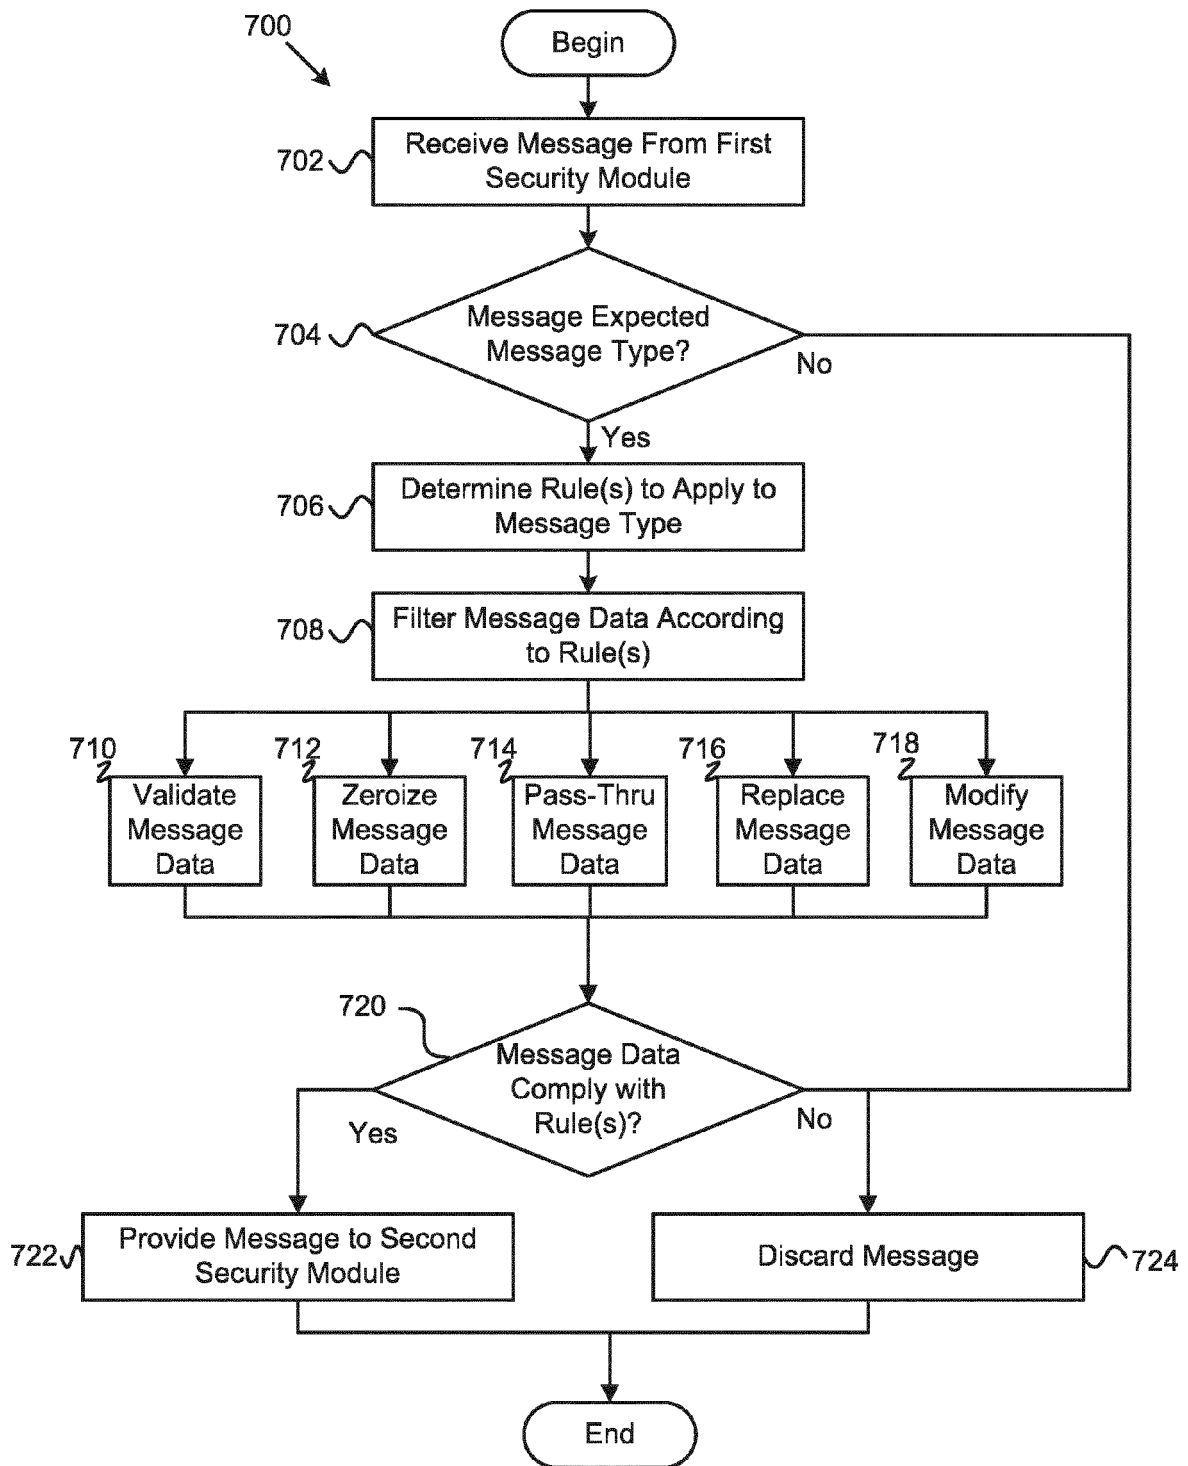 700
Begin
702
Receive Message From First
Security Module
704
Message Expected
Message Type?
No
Yes
706
Determine Rule(s) to Apply to
Message Type
708
Filter Message Data According
to Rule(s)
710
Validate
Message
Data
712
Zeroize
Message
Data
714
Pass-Thru
Message
Data
716
Replace
Message
Data
718
Modify
Message
Data
720
Message Data
Comply with
Rule(s)?
Yes
No
722
Provide Message to Second
Security Module
Discard Message
724
End